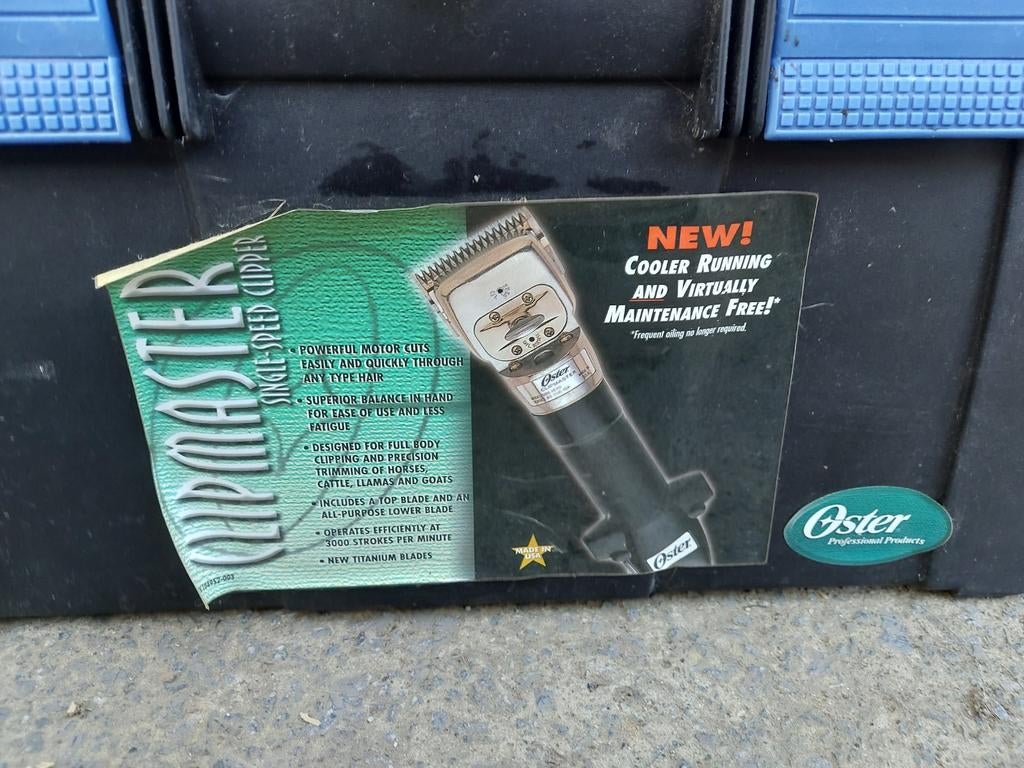 CLIPMASTER
SINGLE-SPEED CLIPPER
• POWERFUL MOTOR CUTS
EASILY AND QUICKLY THROUGH
ANY TYPE HAIR
• SUPERIOR BALANCE IN HAND
FOR EASE OF USE AND LESS
FATIGUE
• DESIGNED FOR FULL BODY
CLIPPING AND PRECISION
TRIMMING OF HORSES,
CATTLE, LLAMAS AND GOATS
• INCLUDES A TOP BLADE AND AN
ALL-PURPOSE LOWER BLADE
• OPERATES EFFICIENTLY AT
3000 STROKES PER MINUTE
• NEW TITANIUM BLADES
Oster
CLIPMASTER
MADE IN
USA
Oster
NEW!
COOLER RUNNING
AND VIRTUALLY
MAINTENANCE FREE!*
*Frequent oiling no longer required.
Oster
Professional Products